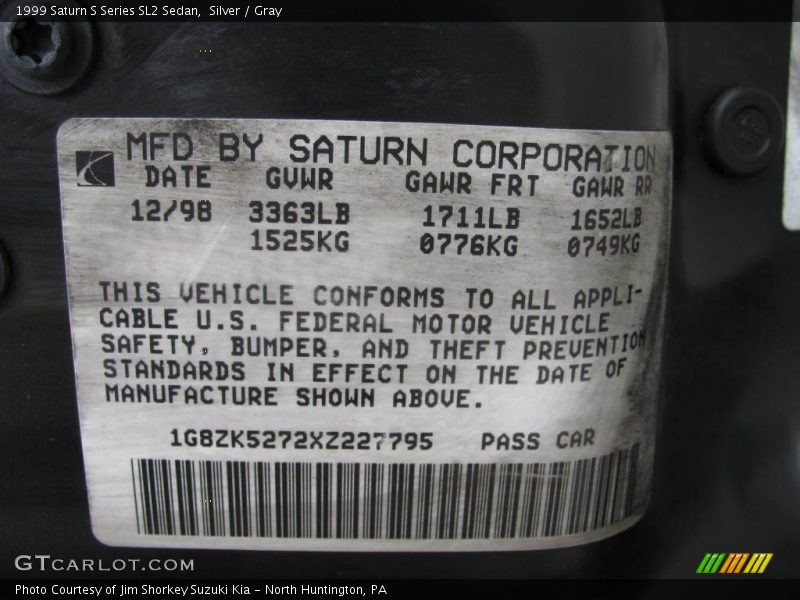 1999 Saturn S Series SL2 Sedan,  Silver / Gray
MFD BY SATURN CORPORATION
DATE GVWR GAWR FRT GAWR RR
12/98 3363LB 1711LB 1652LB
1525KG 0776KG 0749KG
THIS VEHICLE CONFORMS TO ALL APPLI-
CABLE U.S. FEDERAL MOTOR VEHICLE
SAFETY, BUMPER, AND THEFT PREVENTION
STANDARDS IN EFFECT ON THE DATE OF
MANUFACTURE SHOWN ABOVE.
1G8ZK5272XZ227795 PASS CAR
GTCARLOT.COM
Photo Courtesy of Jim Shorkey Suzuki Kia - North Huntington, PA